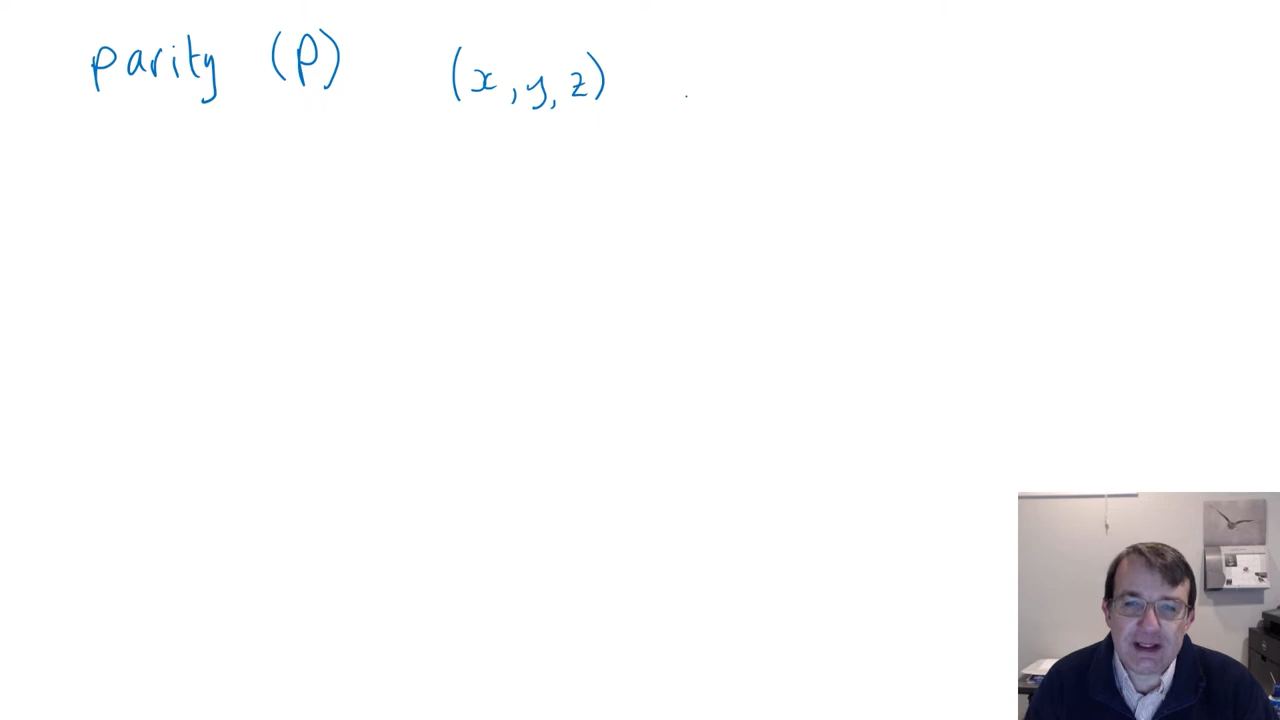 parity (P) (x, y, z)